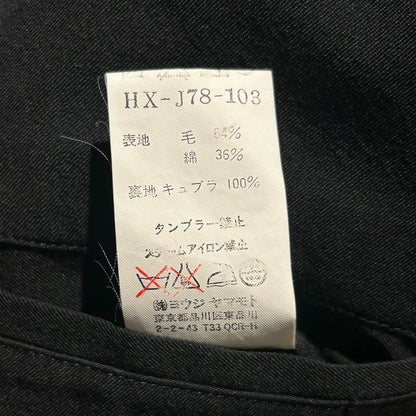 HX-J78-103
表地 毛 64%
綿 36%
裏地 キュプラ 100%
タンブラー禁止
スチームアイロン禁止
㈱ヨウジ ヤマモト
東京都品川区東品川
2-2-43 T33 QCR-H